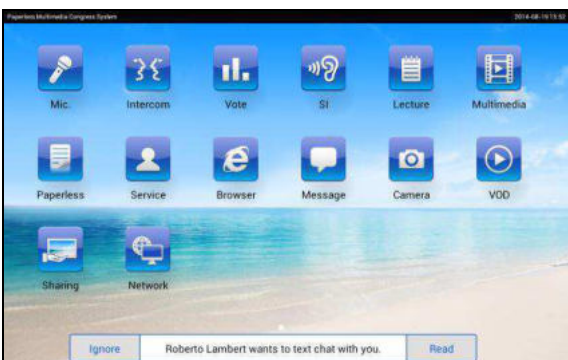 Paperless Multimedia Congress System 2014-08-19 15:52
Mic. Intercom Vote SI Lecture Multimedia
Paperless Service Browser Message Camera VOD
Sharing Network
Ignore Roberto Lambert wants to text chat with you. Read